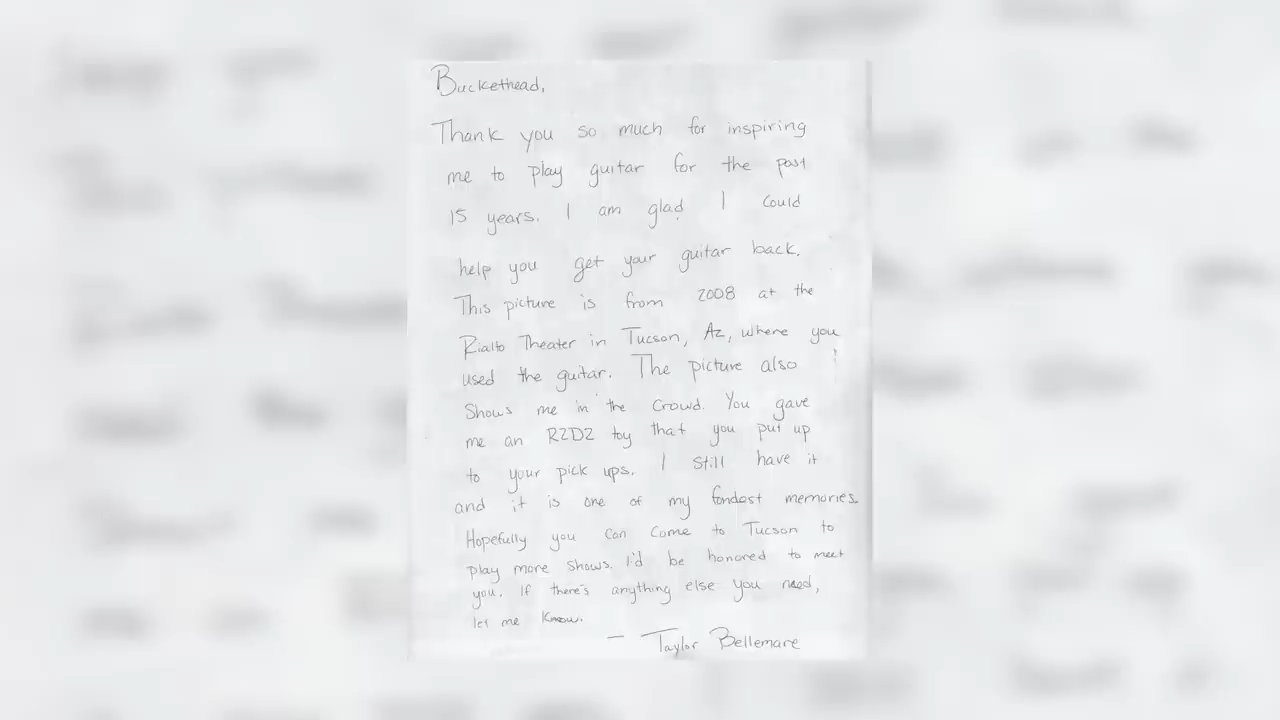 Buckethead,
Thank you so much for inspiring
me to play guitar for the past
15 years. I am glad I could
help you get your guitar back.
This picture is from 2008 at the
Rialto Theater in Tucson, Az, where you
used the guitar. The picture also
Shows me in the crowd. You gave
me an R2D2 toy that you put up
to your pick ups. I still have it
and it is one of my fondest memories.
Hopefully you can come to Tucson to
play more shows. I'd be honored to meet
you. If there's anything else you need,
let me know.
— Taylor Bellemare